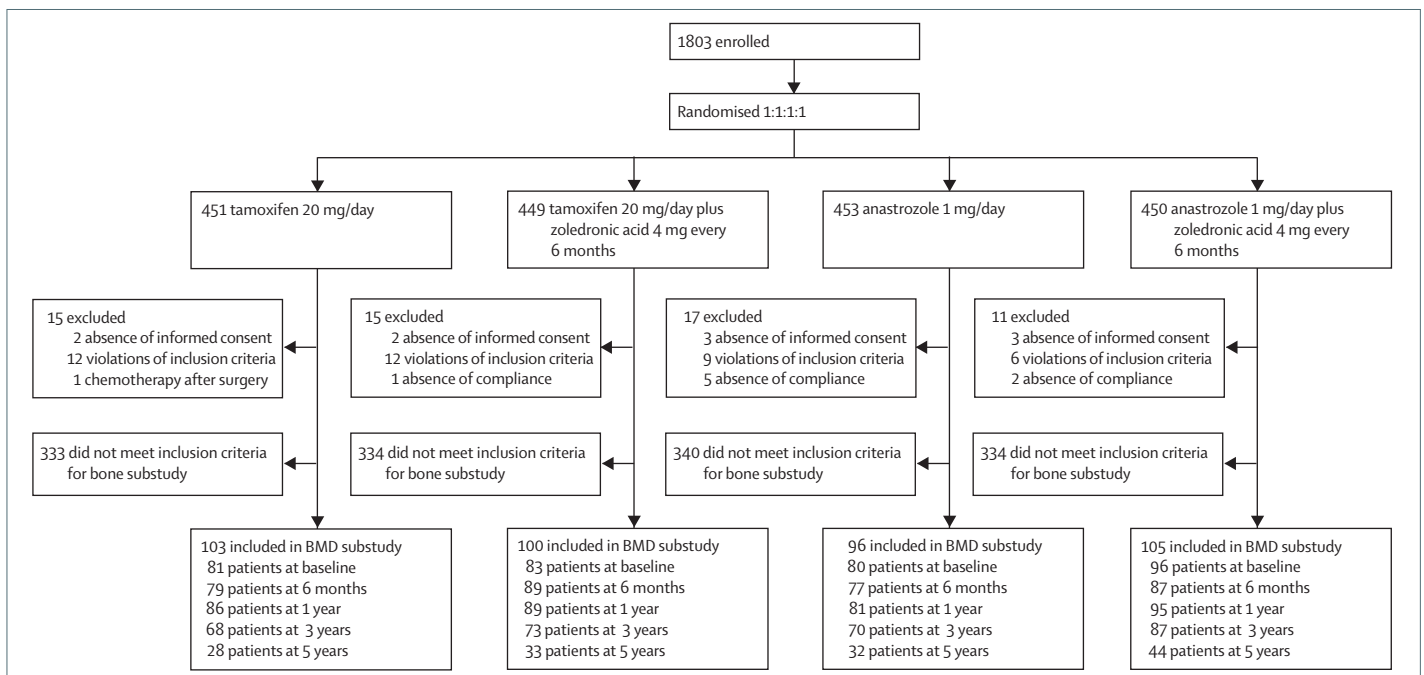 1803 enrolled
Randomised 1:1:1:1
451 tamoxifen 20 mg/day
449 tamoxifen 20 mg/day plus
zoledronic acid 4 mg every
6 months
453 anastrozole 1 mg/day
450 anastrozole 1 mg/day plus
zoledronic acid 4 mg every
6 months
15 excluded
2 absence of informed consent
12 violations of inclusion criteria
1 chemotherapy after surgery
15 excluded
2 absence of informed consent
12 violations of inclusion criteria
1 absence of compliance
17 excluded
3 absence of informed consent
9 violations of inclusion criteria
5 absence of compliance
11 excluded
3 absence of informed consent
6 violations of inclusion criteria
2 absence of compliance
333 did not meet inclusion criteria
for bone substudy
334 did not meet inclusion criteria
for bone substudy
340 did not meet inclusion criteria
for bone substudy
334 did not meet inclusion criteria
for bone substudy
103 included in BMD substudy
81 patients at baseline
79 patients at 6 months
86 patients at 1 year
68 patients at 3 years
28 patients at 5 years
100 included in BMD substudy
83 patients at baseline
89 patients at 6 months
89 patients at 1 year
73 patients at 3 years
33 patients at 5 years
96 included in BMD substudy
80 patients at baseline
77 patients at 6 months
81 patients at 1 year
70 patients at 3 years
32 patients at 5 years
105 included in BMD substudy
96 patients at baseline
87 patients at 6 months
95 patients at 1 year
87 patients at 3 years
44 patients at 5 years